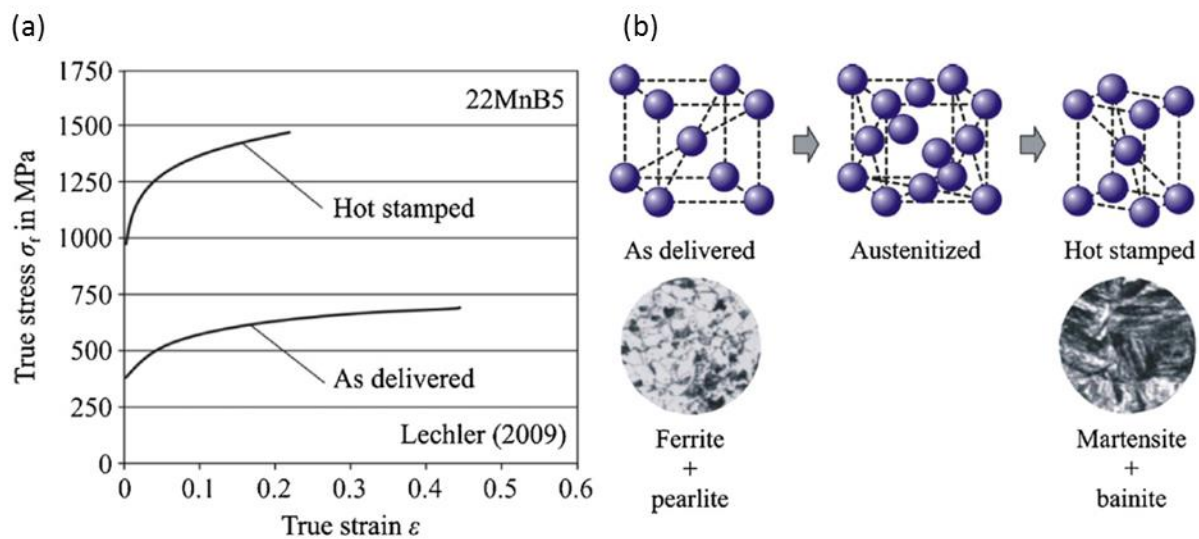 (a)
1750
1500
1250
1000
750
500
250
0
True stress σf in MPa
22MnB5
Hot stamped
As delivered
Lechler (2009)
0 0.1 0.2 0.3 0.4 0.5 0.6
True strain ε
(b)
As delivered
Austenitized
Hot stamped
Ferrite
+
pearlite
Martensite
+
bainite